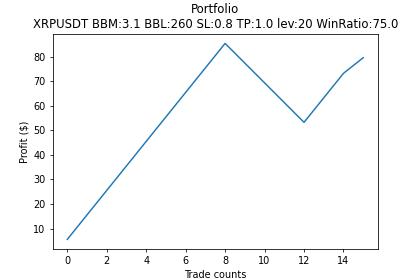 Portfolio
XRPUSDT BBM:3.1 BBL:260 SL:0.8 TP:1.0 lev:20 WinRatio:75.0
80
70
60
50
40
30
20
10
Profit ($)
0 2 4 6 8 10 12 14
Trade counts